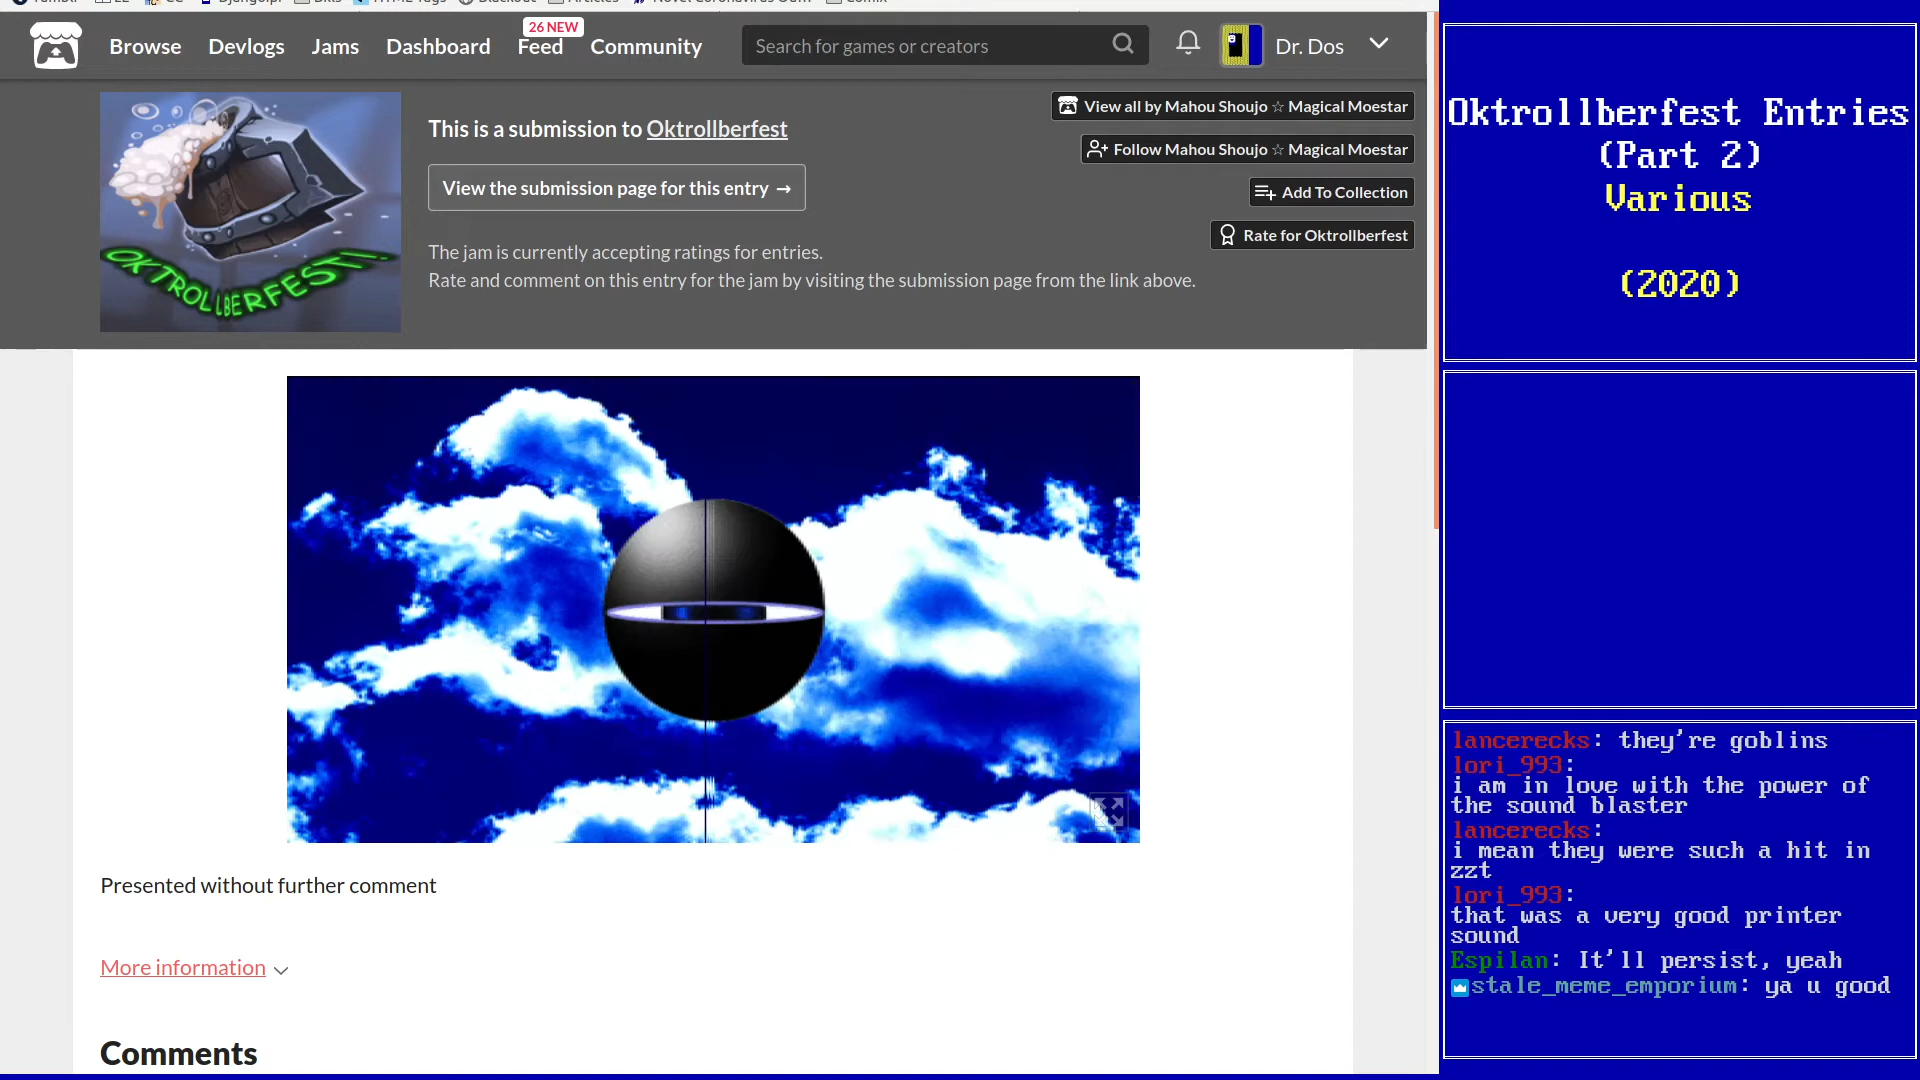 Browse
Devlogs
Jams
Dashboard
26 NEW
Feed
Community
Search for games or creators
Dr. Dos
This is a submission to Oktrollberfest
View the submission page for this entry →
The jam is currently accepting ratings for entries.
Rate and comment on this entry for the jam by visiting the submission page from the link above.
View all by Mahou Shoujo ☆ Magical Moestar
Follow Mahou Shoujo ☆ Magical Moestar
Add To Collection
Rate for Oktrollberfest
OKTROLLBERFEST!
Presented without further comment
More information
Comments
Oktrollberfest Entries
(Part 2)
Various
(2020)
lancerecks: they're goblins
lori_993:
i am in love with the power of
the sound blaster
lancerecks:
i mean they were such a hit in
zzt
lori_993:
that was a very good printer
sound
Espilan: It'll persist, yeah
stale_meme_emporium: ya u good